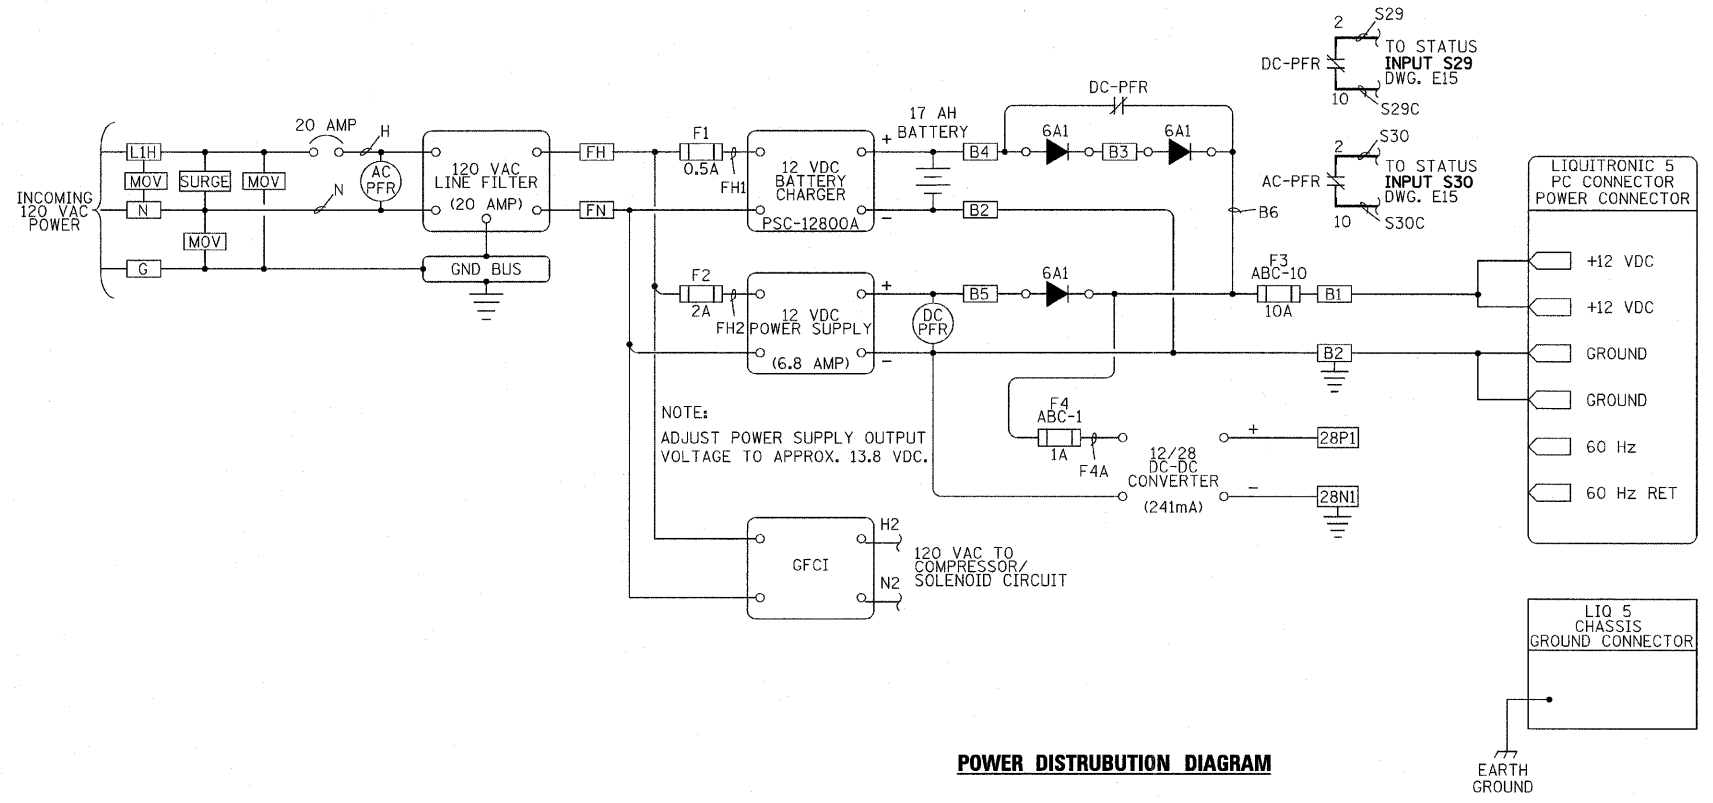 2
S29
DC-PFR
TO STATUS
INPUT S29
DWG. E15
10
S29C
2
S30
AC-PFR
TO STATUS
INPUT S30
DWG. E15
10
S30C
INCOMING
120 VAC
POWER
L1H
MOV
N
G
SURGE
MOV
MOV
20 AMP
H
N
AC
PFR
120 VAC
LINE FILTER
(20 AMP)
GND BUS
FH
FN
F1
0.5A
FH1
12 VDC
BATTERY
CHARGER
PSC-12800A
+
-
17 AH
BATTERY
B4
B2
DC-PFR
6A1
B3
6A1
B6
F2
2A
FH2
12 VDC
POWER SUPPLY
(6.8 AMP)
+
-
DC
PFR
B5
6A1
F3
ABC-10
10A
B1
B2
F4
ABC-1
1A
F4A
12/28
DC-DC
CONVERTER
(241mA)
+
-
28P1
28N1
NOTE:
ADJUST POWER SUPPLY OUTPUT
VOLTAGE TO APPROX. 13.8 VDC.
GFCI
H2
N2
120 VAC TO
COMPRESSOR/
SOLENOID CIRCUIT
LIQUITRONIC 5
PC CONNECTOR
POWER CONNECTOR
+12 VDC
+12 VDC
GROUND
GROUND
60 Hz
60 Hz RET
LIQ 5
CHASSIS
GROUND CONNECTOR
EARTH
GROUND
POWER DISTRUBUTION DIAGRAM